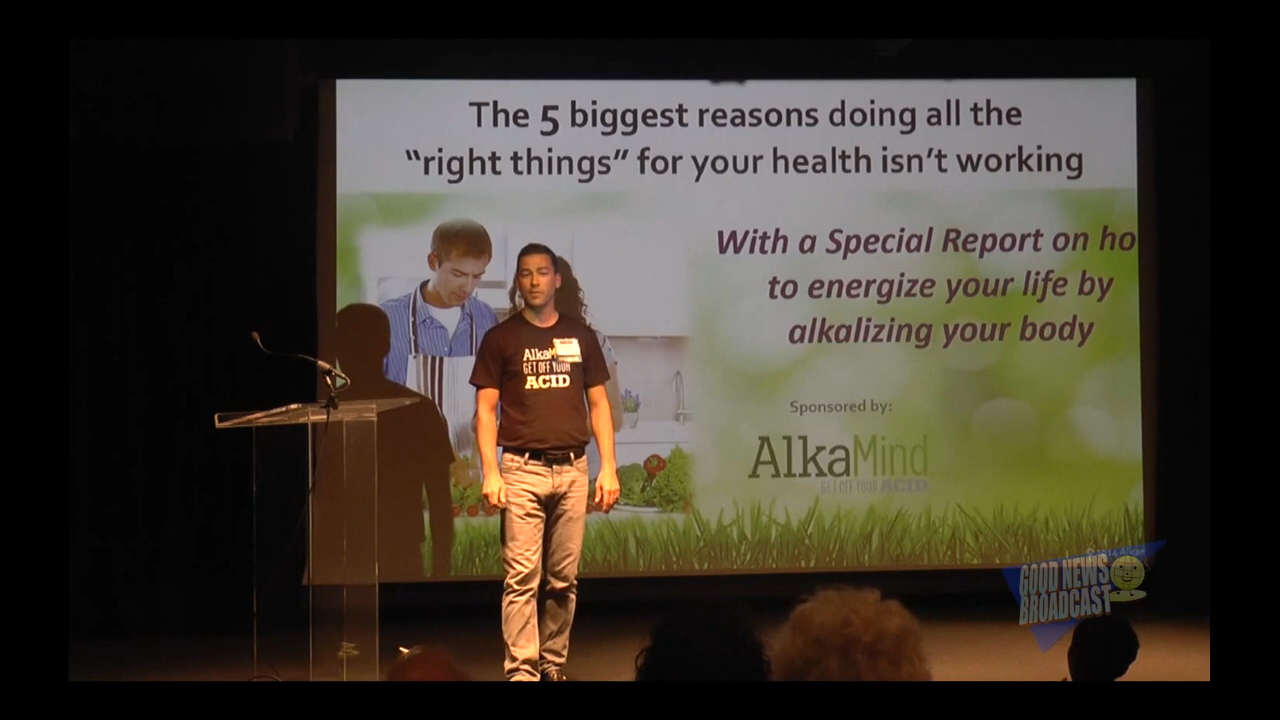 The 5 biggest reasons doing all the
“right things” for your health isn’t working
With a Special Report on ho
to energize your life by
alkalizing your body
Sponsored by:
AlkaMind
GET OFF YOUR ACID
AlkaM
GET OFF YOUR
ACID
GOOD NEWS
BROADCAST